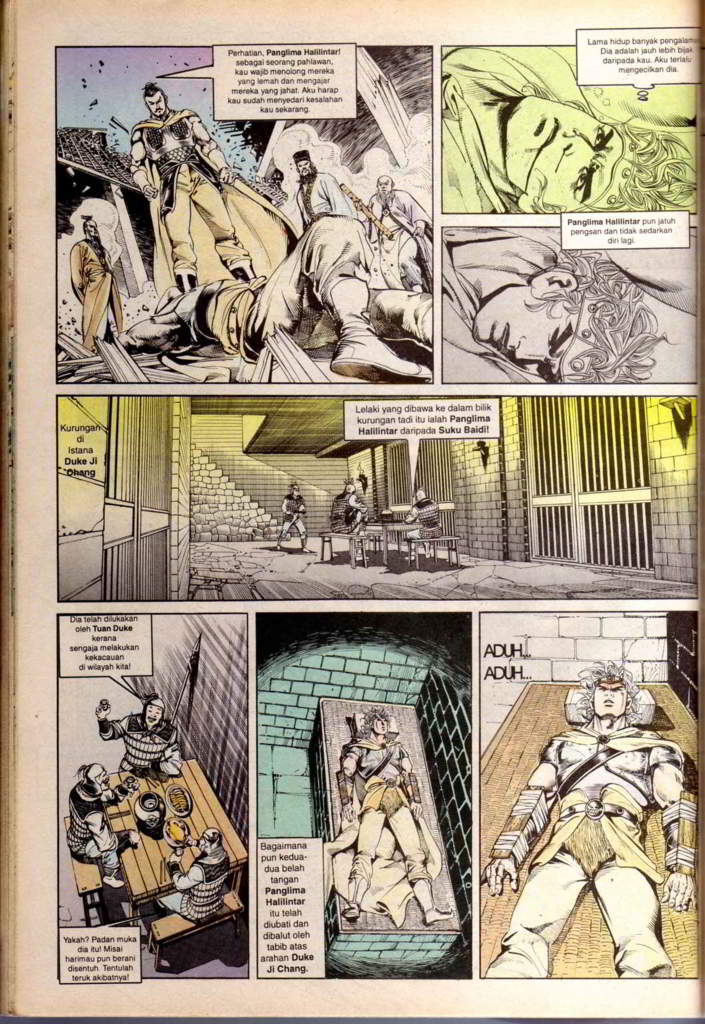 Perhatian, Panglima Halilintar!
sebagai seorang pahlawan,
kau wajib menolong mereka
yang lemah dan mengajar
mereka yang jahat. Aku harap
kau sudah menyedari kesalahan
kau sekarang.
Lama hidup banyak
Dia adalah jauh lebih bijak
daripada kau. Aku terlalu
mengecilkan dia.
Panglima Halilintar pun jatuh
pengsan dan tidak sedarkan
diri lagi.
Kurungan
di
Istana
Duke Ji
Chang
Lelaki yang dibawa ke dalam bilik
kurungan tadi itu ialah Panglima
Halilintar daripada Suku Baidi!
Dia telah dilukakan
oleh Tuan Duke
kerana
sengaja melakukan
kekacauan
di wilayah kita!
Yakah? Padan muka
dia itu! Misai
harimau pun berani
disentuh. Tentulah
teruk akibatnya!
Bagaimana
pun kedua-
dua belah
tangan
Panglima
Halilintar
itu telah
diubati dan
dibalut oleh
tabib atas
arahan Duke
Ji Chang.
ADUH...
ADUH...